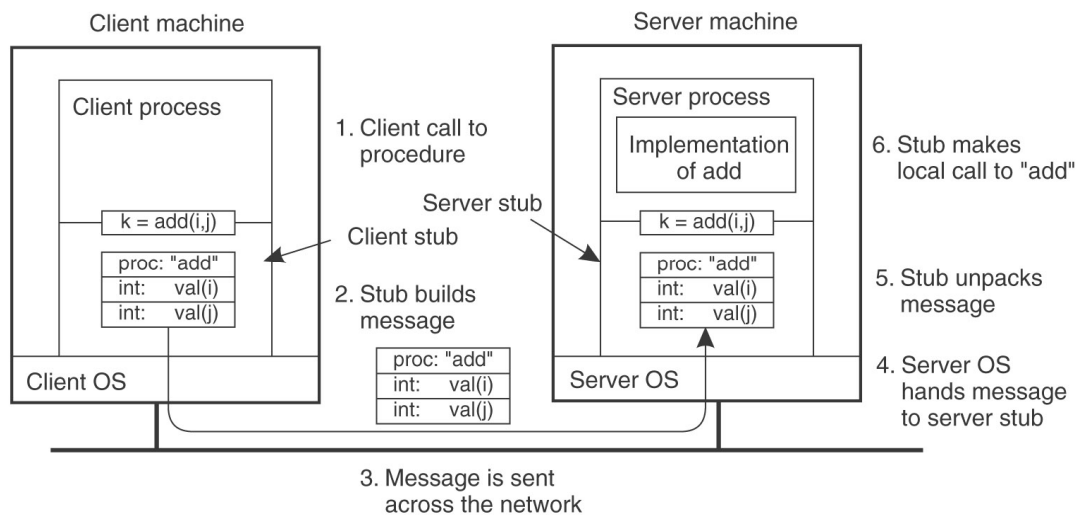 Client machine
Server machine
Client process
1. Client call to
procedure
k = add(i,j)
Client stub
proc: "add"
int: val(i)
int: val(j)
2. Stub builds
message
proc: "add"
int: val(i)
int: val(j)
Client OS
3. Message is sent
across the network
Server process
Implementation
of add
Server stub
k = add(i,j)
proc: "add"
int: val(i)
int: val(j)
Server OS
6. Stub makes
local call to "add"
5. Stub unpacks
message
4. Server OS
hands message
to server stub